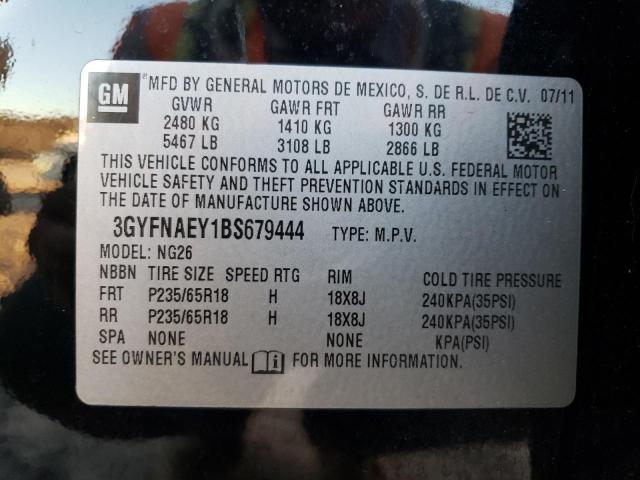 GM ® MFD BY GENERAL MOTORS DE MEXICO, S. DE R.L. DE C.V. 07/11
GVWR GAWR FRT GAWR RR
2480 KG 1410 KG 1300 KG
5467 LB 3108 LB 2866 LB
THIS VEHICLE CONFORMS TO ALL APPLICABLE U.S. FEDERAL MOTOR
VEHICLE SAFETY AND THEFT PREVENTION STANDARDS IN EFFECT ON
THE DATE OF MANUFACTURE SHOWN ABOVE.
3GYFNAEY1BS679444 TYPE: M.P.V.
MODEL: NG26
NBBN TIRE SIZE SPEED RTG RIM COLD TIRE PRESSURE
FRT P235/65R18 H 18X8J 240KPA(35PSI)
RR P235/65R18 H 18X8J 240KPA(35PSI)
SPA NONE NONE KPA(PSI)
SEE OWNER'S MANUAL FOR MORE INFORMATION.